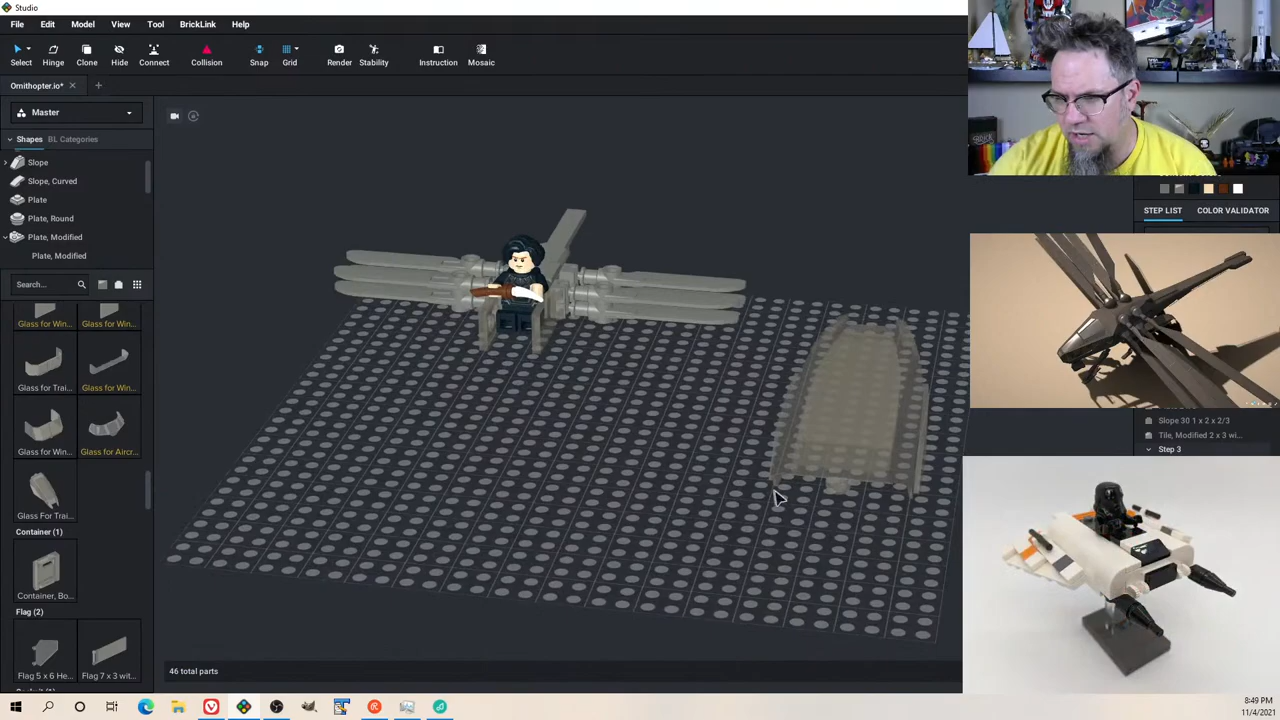 Studio
File Edit Model View Tool BrickLink Help
Select Hinge Clone Hide Connect Collision Snap Grid Render Stability Instruction Mosaic
Ornithopter.io*
Master
Shapes BL Categories
Slope
Slope, Curved
Plate
Plate, Round
Plate, Modified
Plate, Modified
Search...
Glass for Win... Glass for Win...
Glass for Trai... Glass for Win...
Glass for Win... Glass for Aircr...
Glass For Trai...
Container (1)
Container, Bo...
Flag (2)
Flag 5 x 6 He... Flag 7 x 3 wit...
46 total parts
STEP LIST COLOR VALIDATOR
Slope 30 1 x 2 x 2/3
Tile, Modified 2 x 3 wi...
Step 3
8:49 PM
11/4/2021